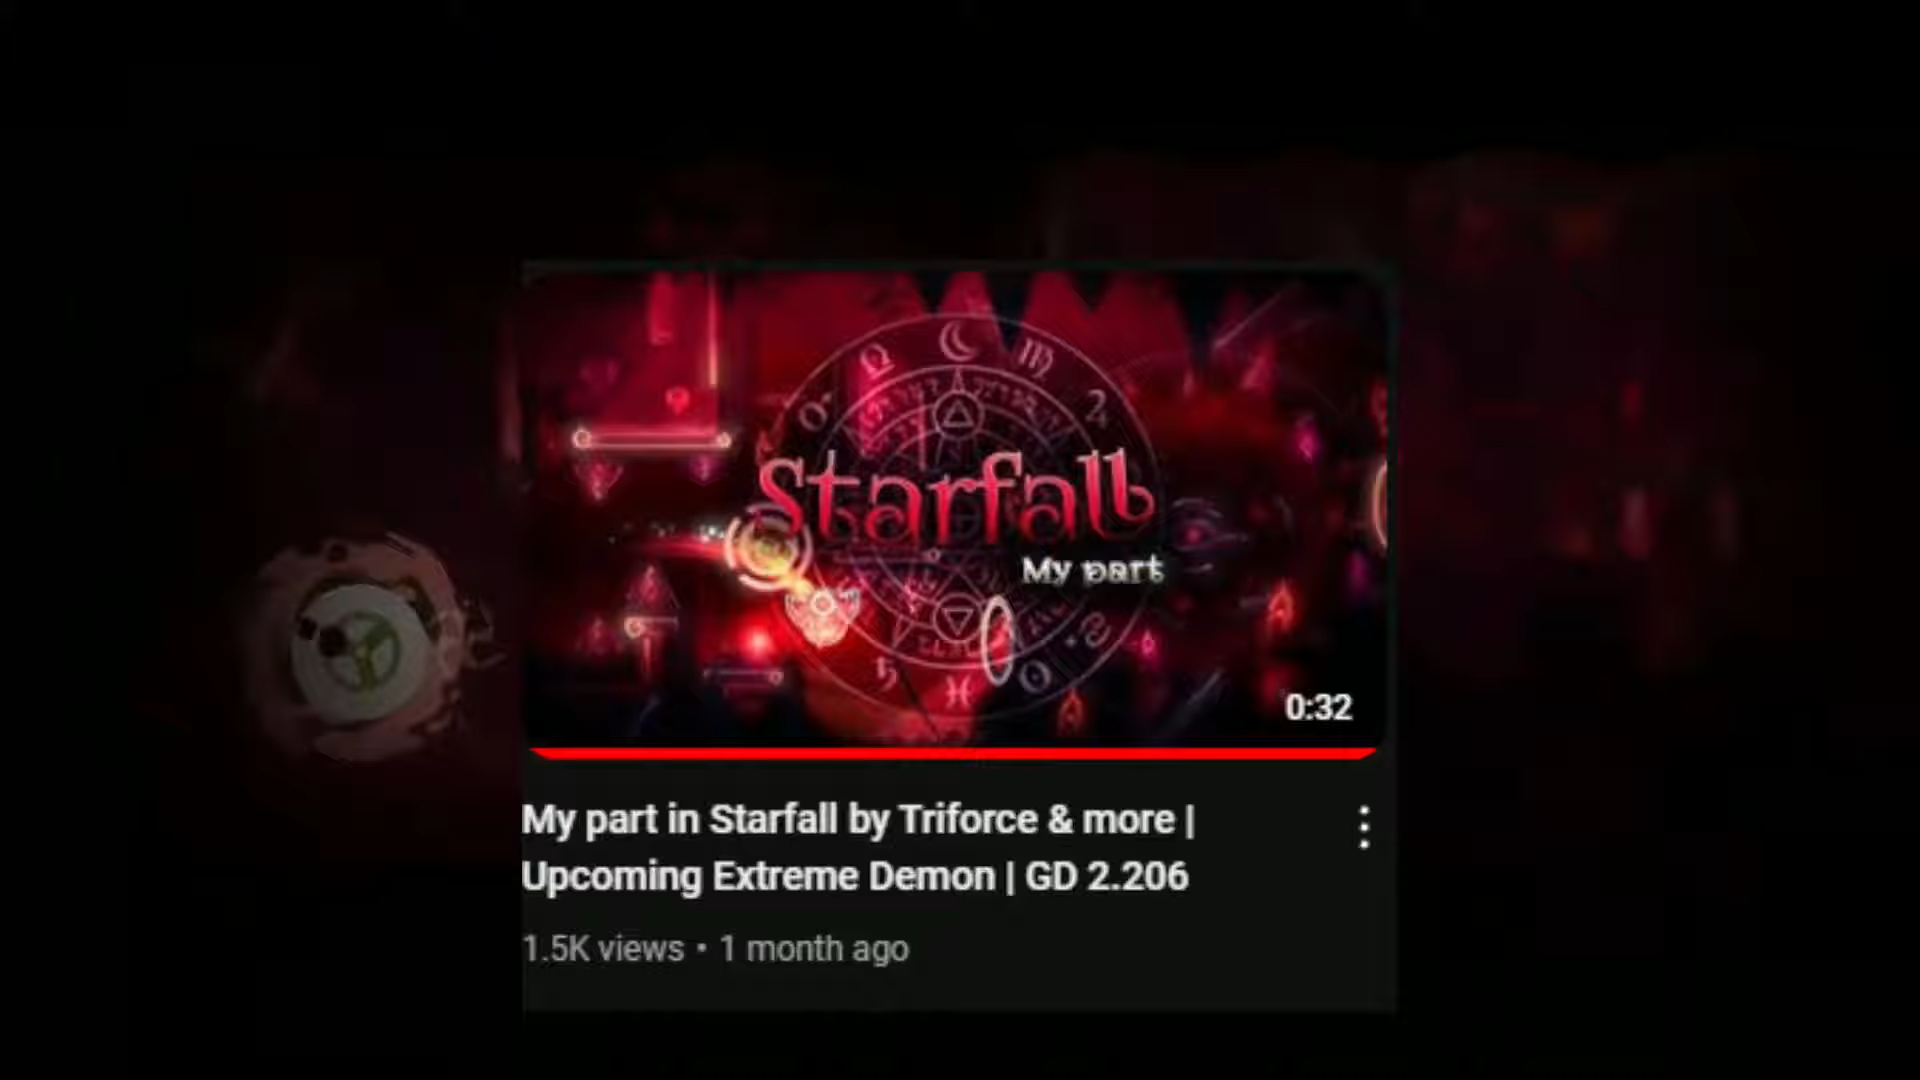 Starfall
My part
0:32
My part in Starfall by Triforce & more |
Upcoming Extreme Demon | GD 2.206
1.5K views • 1 month ago